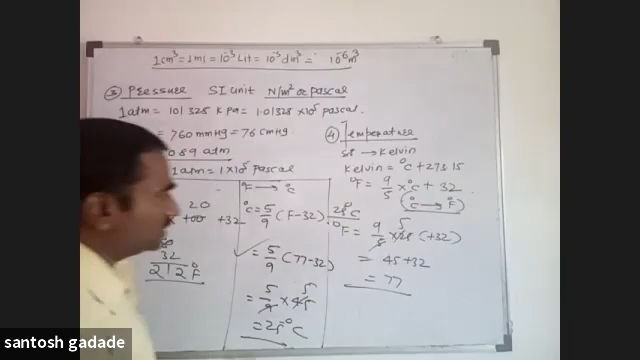 1cm³ = 1ml = 10⁻³ Lit = 10⁻³ dm³ = 10⁻⁶ m³
③ Pressure SI unit N/m² or pascal
1 atm = 101.325 K Pa = 1.01325 × 10⁵ pascal.
= 760 mmHg = 76 cmHg
atm
1 atm = 1 × 10⁵ pascal
20
+ 32
32
212 °F
°F → °C
°C = 5/9 (F - 32)
= 5/9 (77 - 32)
= 5/9 × 45 5
= 25 °C
④ Temperature
SI → Kelvin
Kelvin = °C + 273.15
°F = 9/5 × °C + 32
(°C → °F)
25°C
°F = 9/5 × 25 5 (+32)
= 45 + 32
= 77
santosh gadade